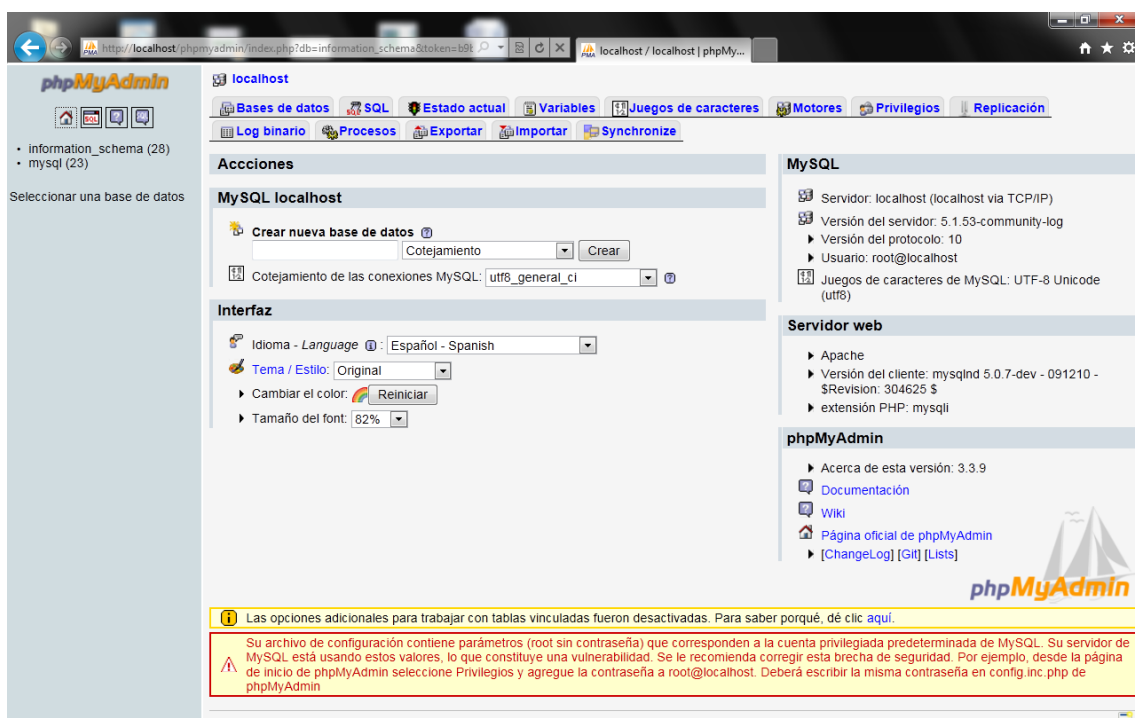 http://localhost/phpmyadmin/index.php?db=information_schema&token=b9
localhost / localhost | phpMy...
phpMyAdmin
SQL
information_schema (28)
mysql (23)
Seleccionar una base de datos
localhost
Bases de datos SQL Estado actual Variables Juegos de caracteres Motores Privilegios Replicación
Log binario Procesos Exportar Importar Synchronize
Accciones
MySQL localhost
Crear nueva base de datos
Cotejamiento Crear
Cotejamiento de las conexiones MySQL: utf8_general_ci
Interfaz
Idioma - Language : Español - Spanish
Tema / Estilo: Original
Cambiar el color: Reiniciar
Tamaño del font: 82%
MySQL
Servidor: localhost (localhost via TCP/IP)
Versión del servidor: 5.1.53-community-log
Versión del protocolo: 10
Usuario: root@localhost
Juegos de caracteres de MySQL: UTF-8 Unicode
(utf8)
Servidor web
Apache
Versión del cliente: mysqlnd 5.0.7-dev - 091210 -
$Revision: 304625 $
extensión PHP: mysqli
phpMyAdmin
Acerca de esta versión: 3.3.9
Documentación
Wiki
Página oficial de phpMyAdmin
[ChangeLog] [Git] [Lists]
phpMyAdmin
Las opciones adicionales para trabajar con tablas vinculadas fueron desactivadas. Para saber porqué, dé clic aquí.
Su archivo de configuración contiene parámetros (root sin contraseña) que corresponden a la cuenta privilegiada predeterminada de MySQL. Su servidor de
MySQL está usando estos valores, lo que constituye una vulnerabilidad. Se le recomienda corregir esta brecha de seguridad. Por ejemplo, desde la página
de inicio de phpMyAdmin seleccione Privilegios y agregue la contraseña a root@localhost. Deberá escribir la misma contraseña en config.inc.php de
phpMyAdmin